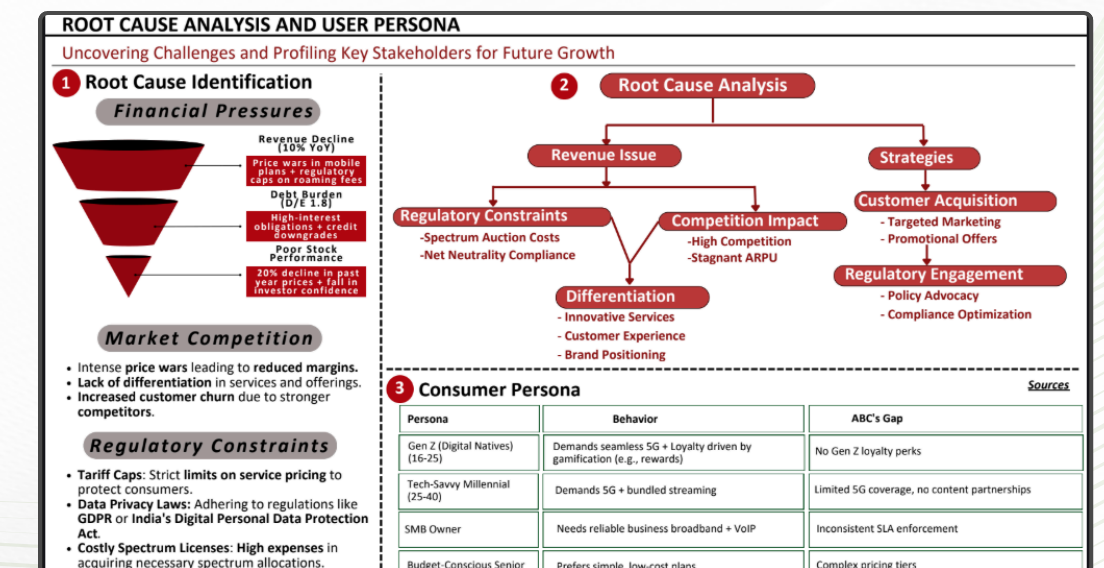 ROOT CAUSE ANALYSIS AND USER PERSONA
Uncovering Challenges and Profiling Key Stakeholders for Future Growth
1 Root Cause Identification
Financial Pressures
Revenue Decline
(10% YoY)
Price wars in mobile
plans + regulatory
caps on roaming fees
Debt Burden
(D/E 1.8)
High-interest
obligations + credit
downgrades
Poor Stock
Performance
20% decline in past
year prices + fall in
investor confidence
Market Competition
• Intense price wars leading to reduced margins.
• Lack of differentiation in services and offerings.
• Increased customer churn due to stronger
competitors.
Regulatory Constraints
• Tariff Caps: Strict limits on service pricing to
protect consumers.
• Data Privacy Laws: Adhering to regulations like
GDPR or India's Digital Personal Data Protection
Act.
• Costly Spectrum Licenses: High expenses in
acquiring necessary spectrum allocations.
2 Root Cause Analysis
Revenue Issue
Strategies
Regulatory Constraints
-Spectrum Auction Costs
-Net Neutrality Compliance
Competition Impact
-High Competition
-Stagnant ARPU
Differentiation
- Innovative Services
- Customer Experience
- Brand Positioning
Customer Acquisition
- Targeted Marketing
- Promotional Offers
Regulatory Engagement
- Policy Advocacy
- Compliance Optimization
3 Consumer Persona
Sources
Persona Behavior ABC's Gap
Gen Z (Digital Natives)
(16-25)
Demands seamless 5G + Loyalty driven by
gamification (e.g., rewards)
No Gen Z loyalty perks
Tech-Savvy Millennial
(25-40)
Demands 5G + bundled streaming
Limited 5G coverage, no content partnerships
SMB Owner
Needs reliable business broadband + VoIP
Inconsistent SLA enforcement
Budget-Conscious Senior
Prefers simple, low-cost plans
Complex pricing tiers